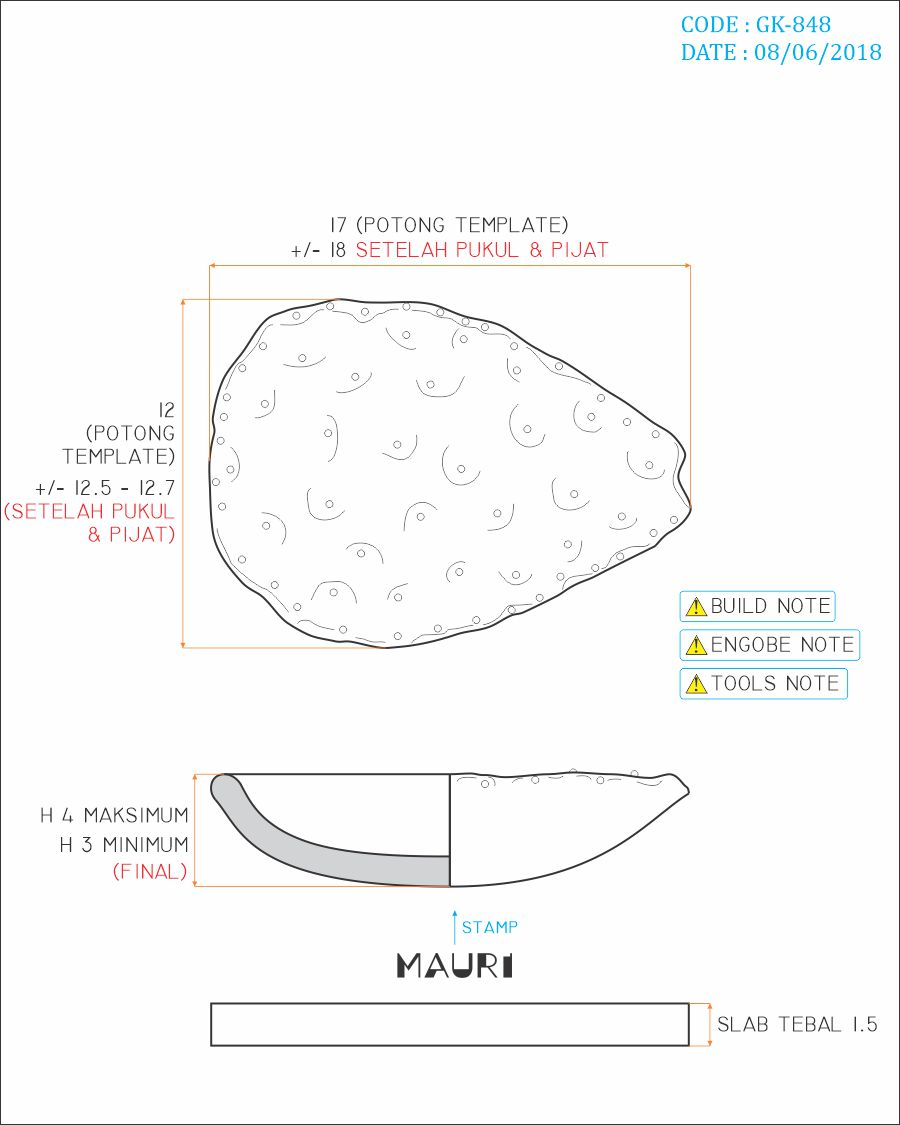 CODE : GK-848
DATE : 08/06/2018
17 (POTONG TEMPLATE)
+/- 18 SETELAH PUKUL & PIJAT
12
(POTONG
TEMPLATE)
+/- 12.5 - 12.7
(SETELAH PUKUL
& PIJAT)
BUILD NOTE
ENGOBE NOTE
TOOLS NOTE
H 4 MAKSIMUM
H 3 MINIMUM
(FINAL)
STAMP
MAURI
SLAB TEBAL 1.5